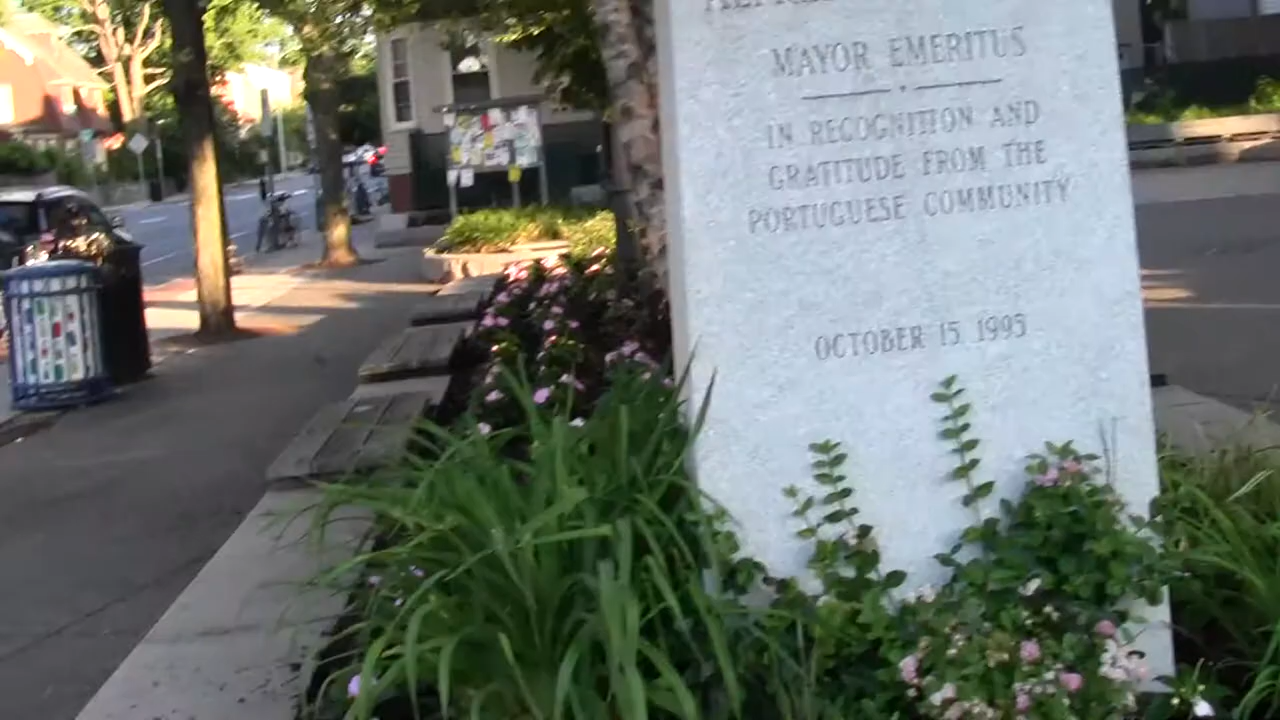 MAYOR EMERITUS
IN RECOGNITION AND
GRATITUDE FROM THE
PORTUGUESE COMMUNITY
OCTOBER 15 1995